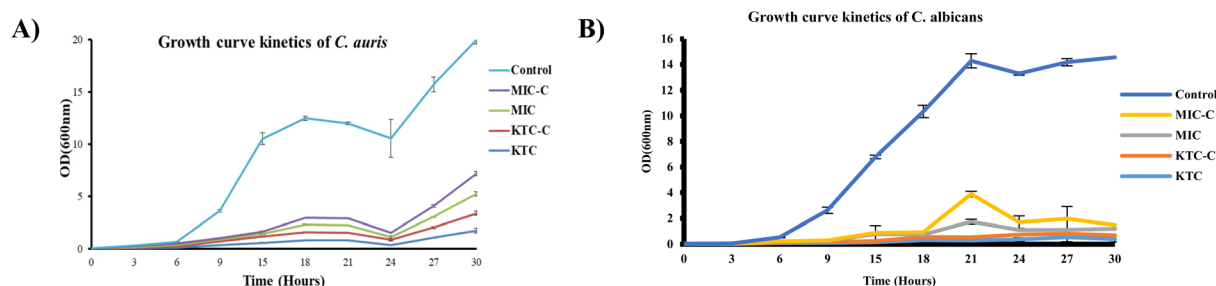 A)
Growth curve kinetics of C. auris
20
15
10
5
0
OD(600nm)
0 3 6 9 12 15 18 21 24 27 30
Time (Hours)
Control
MIC-C
MIC
KTC-C
KTC
B)
Growth curve kinetics of C. albicans
16
14
12
10
8
6
4
2
0
OD(600nm)
0 3 6 9 15 18 21 24 27 30
Time (Hours)
Control
MIC-C
MIC
KTC-C
KTC